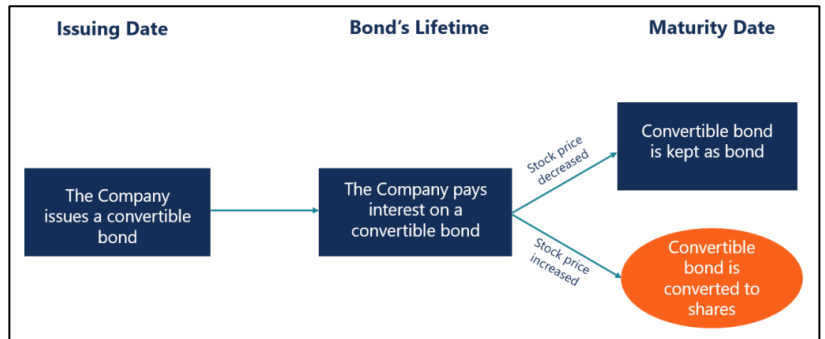 Issuing Date
Bond's Lifetime
Maturity Date
The Company
issues a convertible
bond
The Company pays
interest on a
convertible bond
Stock price
decreased
Convertible bond
is kept as bond
Stock price
increased
Convertible
bond is
converted to
shares